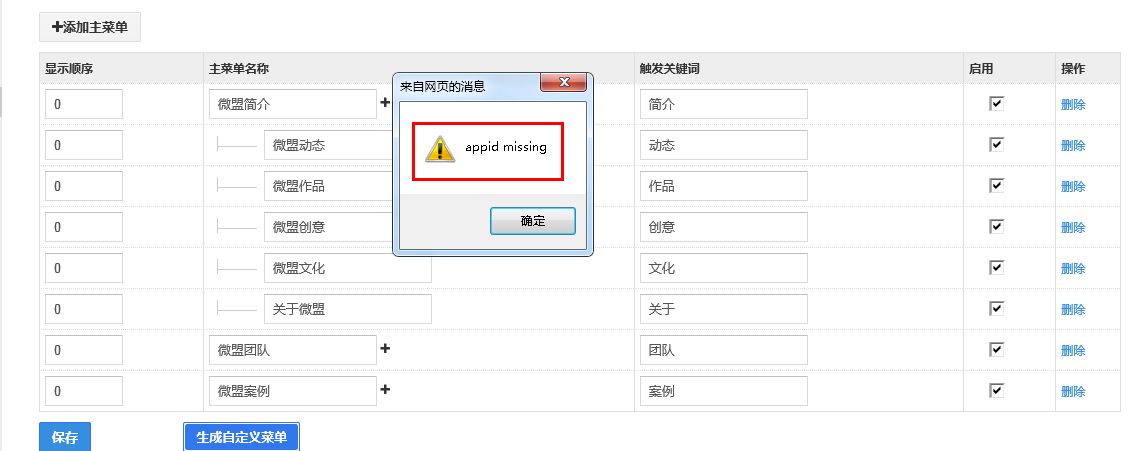 ✚添加主菜单
显示顺序 主菜单名称 触发关键词 启用 操作
0 微盟简介 ✚ 简介 删除
0 微盟动态 动态 删除
0 微盟作品 作品 删除
0 微盟创意 创意 删除
0 微盟文化 文化 删除
0 关于微盟 关于 删除
0 微盟团队 ✚ 团队 删除
0 微盟案例 ✚ 案例 删除
保存 生成自定义菜单
来自网页的消息
appid missing
确定